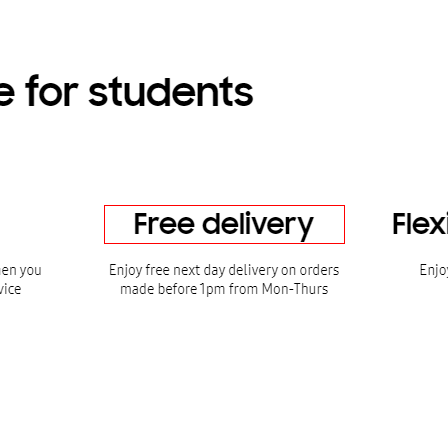 e for students
Free delivery
Flex
en you
vice
Enjoy free next day delivery on orders
made before 1pm from Mon-Thurs
Enjo